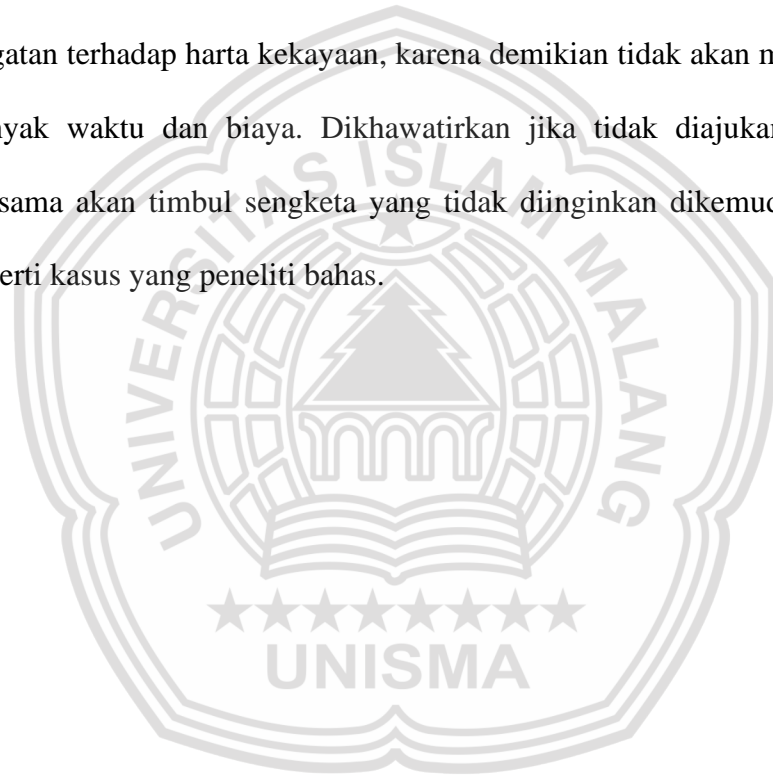 gatan terhadap harta kekayaan, karena demikian tidak akan m
yak waktu dan biaya. Dikhawatirkan jika tidak diajukan
sama akan timbul sengketa yang tidak diinginkan dikemud
erti kasus yang peneliti bahas.
UNIVERSITAS ISLAM MALANG
UNISMA